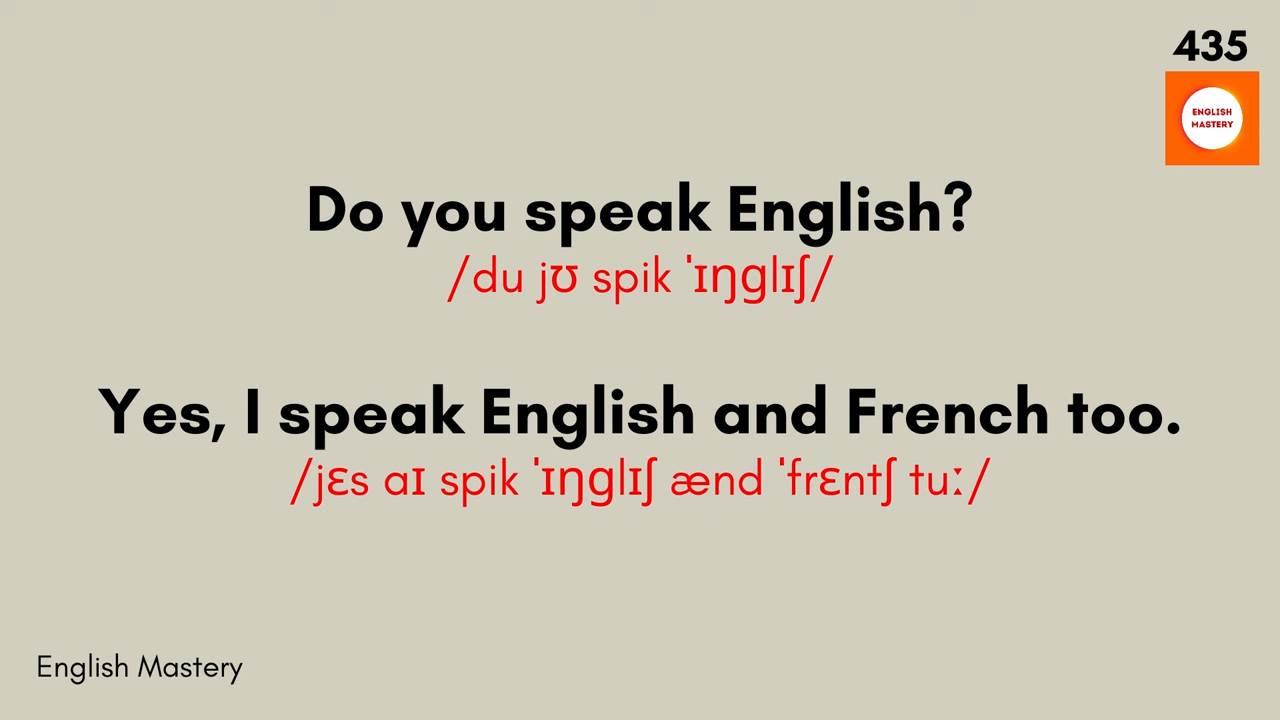 435
ENGLISH
MASTERY
Do you speak English?
/du jʊ spik ˈɪŋglɪʃ/
Yes, I speak English and French too.
/jɛs aɪ spik ˈɪŋglɪʃ ænd ˈfrɛntʃ tuː/
English Mastery